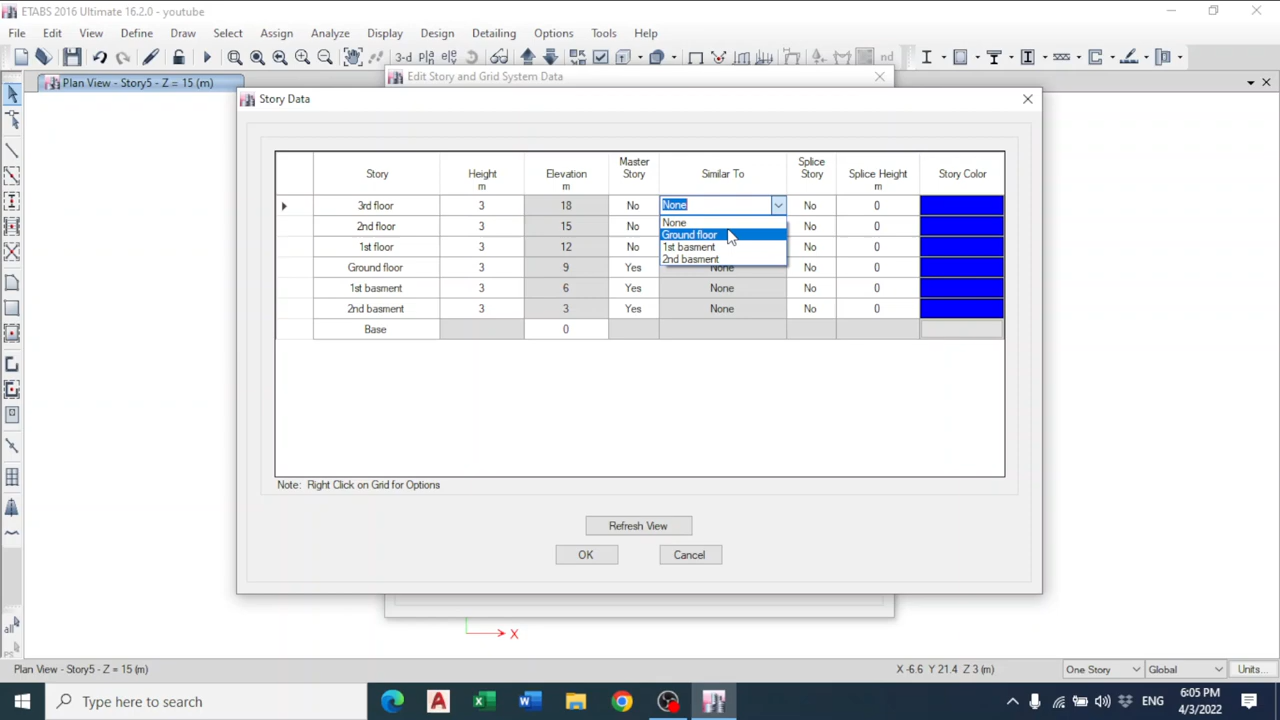 ETABS 2016 Ultimate 16.2.0 - youtube
File Edit View Define Draw Select Assign Analyze Display Design Detailing Options Tools Help
3-d pla ele nd
Plan View - Story5 - Z = 15 (m)
Edit Story and Grid System Data
Story Data
Story Height m Elevation m Master Story Similar To Splice Story Splice Height m Story Color
3rd floor 3 18 No None No 0
None
2nd floor 3 15 No No 0
Ground floor
1st floor 3 12 No 1st basment No 0
2nd basment
Ground floor 3 9 Yes None No 0
1st basment 3 6 Yes None No 0
2nd basment 3 3 Yes None No 0
Base 0
Note: Right Click on Grid for Options
Refresh View
OK Cancel
all
X
Plan View - Story5 - Z = 15 (m) X -6.6 Y 21.4 Z 3 (m) One Story Global Units...
Type here to search
ENG
6:05 PM
4/3/2022